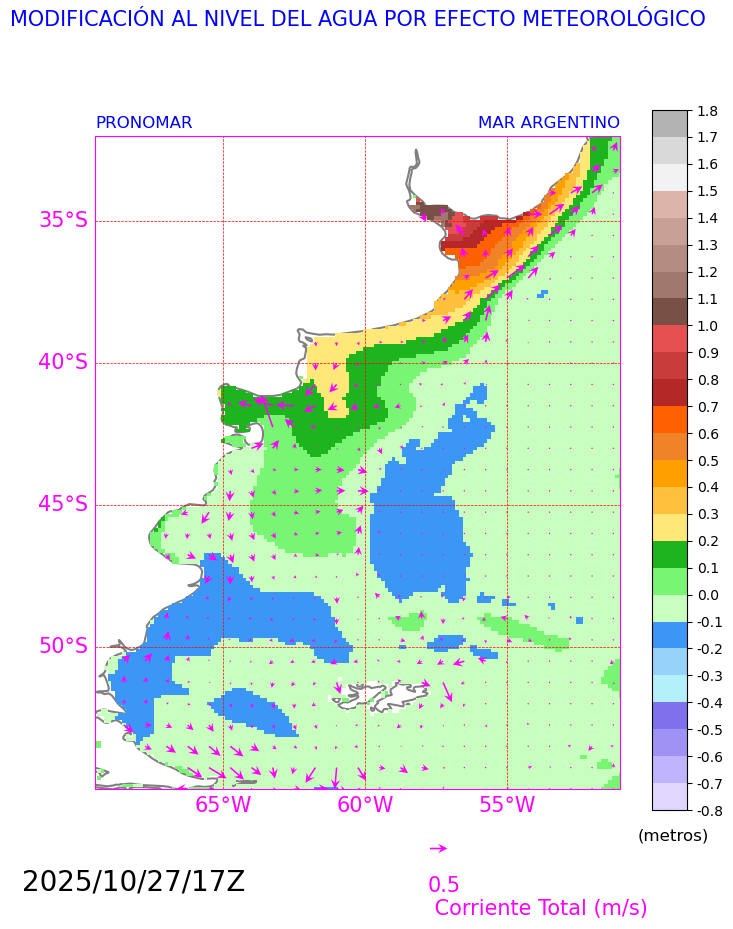 MODIFICACIÓN AL NIVEL DEL AGUA POR EFECTO METEOROLÓGICO
PRONOMAR
MAR ARGENTINO
35°S
40°S
45°S
50°S
65°W
60°W
55°W
1.8
1.7
1.6
1.5
1.4
1.3
1.2
1.1
1.0
0.9
0.8
0.7
0.6
0.5
0.4
0.3
0.2
0.1
0.0
-0.1
-0.2
-0.3
-0.4
-0.5
-0.6
-0.7
-0.8
(metros)
2025/10/27/17Z
0.5
Corriente Total (m/s)